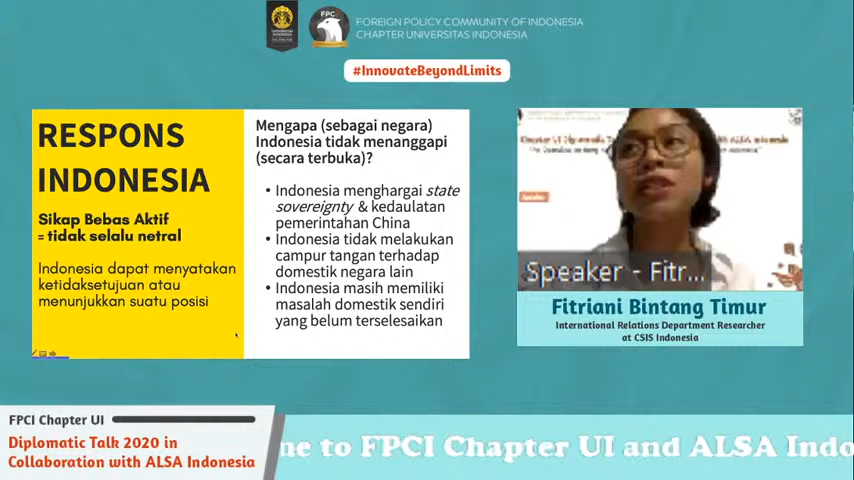 FPC
FOREIGN POLICY COMMUNITY OF INDONESIA
CHAPTER UNIVERSITAS INDONESIA
#InnovateBeyondLimits
RESPONS
INDONESIA
Sikap Bebas Aktif
= tidak selalu netral
Indonesia dapat menyatakan
ketidaksetujuan atau
menunjukkan suatu posisi
Mengapa (sebagai negara)
Indonesia tidak menanggapi
(secara terbuka)?
• Indonesia menghargai state
sovereignty & kedaulatan
pemerintahan China
• Indonesia tidak melakukan
campur tangan terhadap
domestik negara lain
• Indonesia masih memiliki
masalah domestik sendiri
yang belum terselesaikan
Speaker - Fitr...
Fitriani Bintang Timur
International Relations Department Researcher
at CSIS Indonesia
FPCI Chapter UI
Diplomatic Talk 2020 in
Collaboration with ALSA Indonesia
ne to FPCI Chapter UI and ALSA Indo